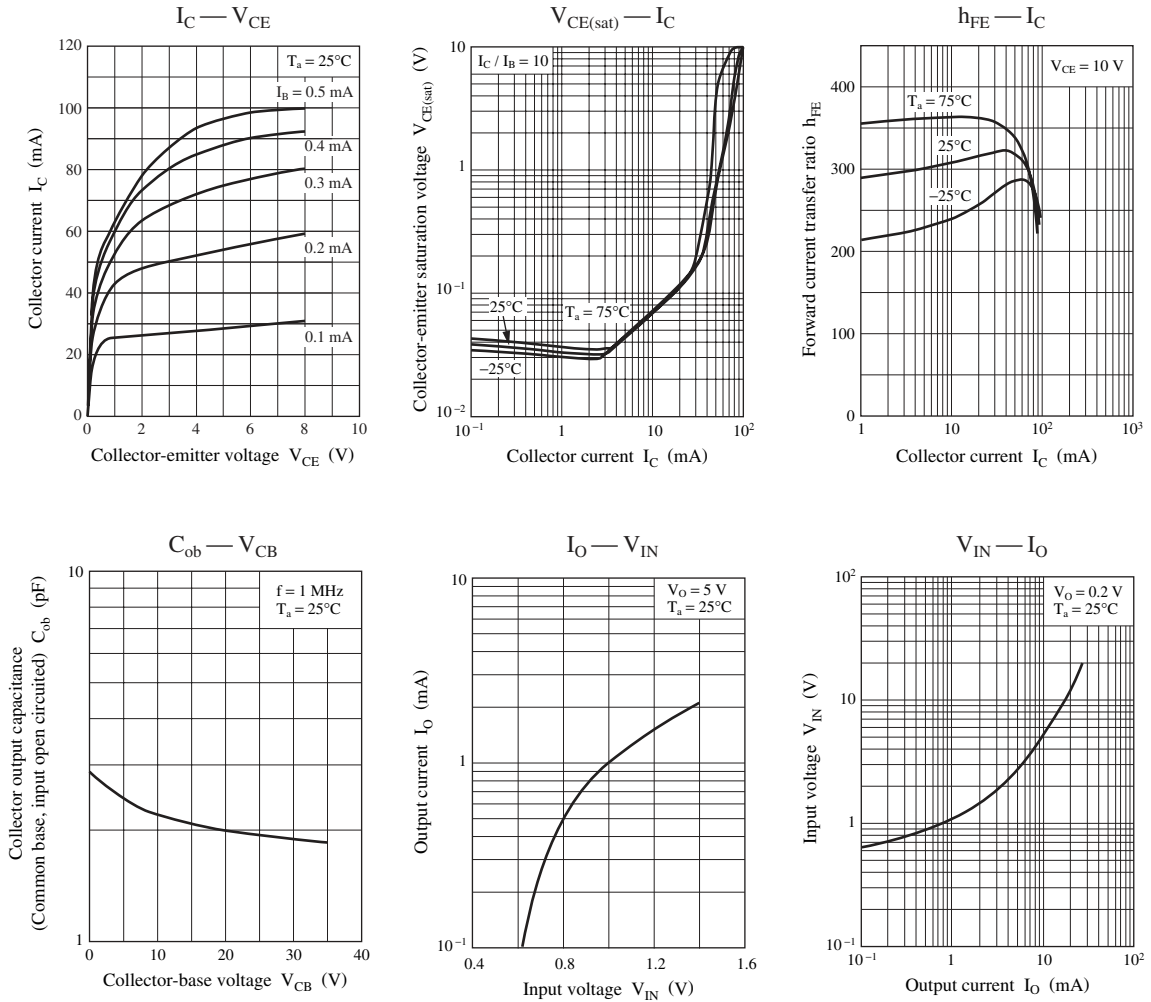 I_C — V_CE
120
100
80
60
40
20
0
Collector current I_C (mA)
T_a = 25°C
I_B = 0.5 mA
0.4 mA
0.3 mA
0.2 mA
0.1 mA
0 2 4 6 8 10
Collector-emitter voltage V_CE (V)
V_CE(sat) — I_C
10
1
10^−1
10^−2
Collector-emitter saturation voltage V_CE(sat) (V)
I_C / I_B = 10
25°C
T_a = 75°C
−25°C
10^−1 1 10 10^2
Collector current I_C (mA)
h_FE — I_C
400
300
200
100
0
Forward current transfer ratio h_FE
V_CE = 10 V
T_a = 75°C
25°C
−25°C
1 10 10^2 10^3
Collector current I_C (mA)
C_ob — V_CB
10
1
Collector output capacitance
(Common base, input open circuited) C_ob (pF)
f = 1 MHz
T_a = 25°C
0 10 20 30 40
Collector-base voltage V_CB (V)
I_O — V_IN
10
1
10^−1
Output current I_O (mA)
V_O = 5 V
T_a = 25°C
0.4 0.8 1.2 1.6
Input voltage V_IN (V)
V_IN — I_O
10^2
10
1
10^−1
Input voltage V_IN (V)
V_O = 0.2 V
T_a = 25°C
10^−1 1 10 10^2
Output current I_O (mA)